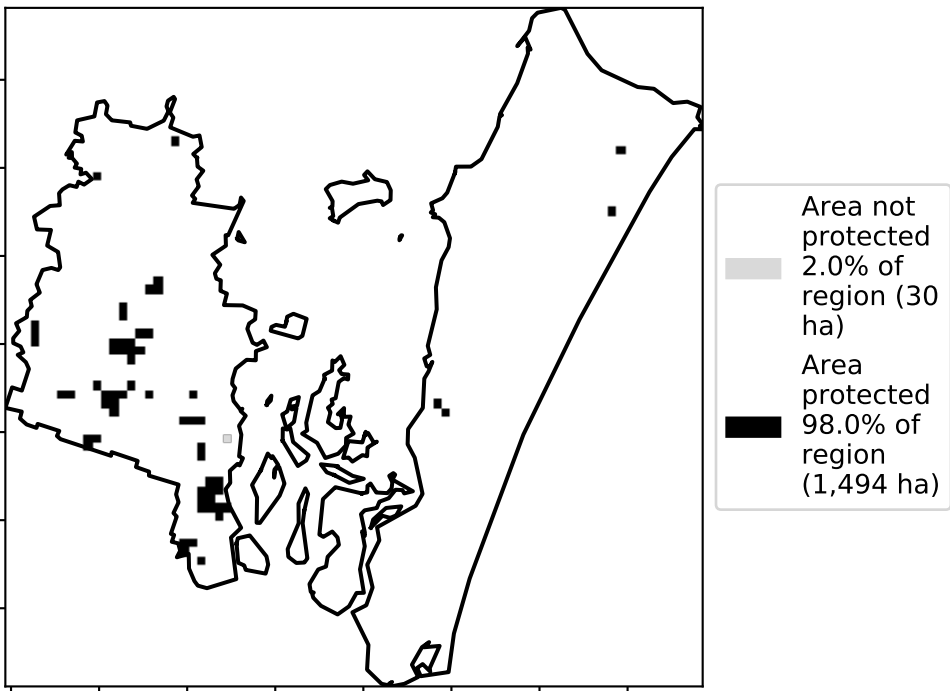 Area not
protected
2.0% of
region (30
ha)
Area
protected
98.0% of
region
(1,494 ha)